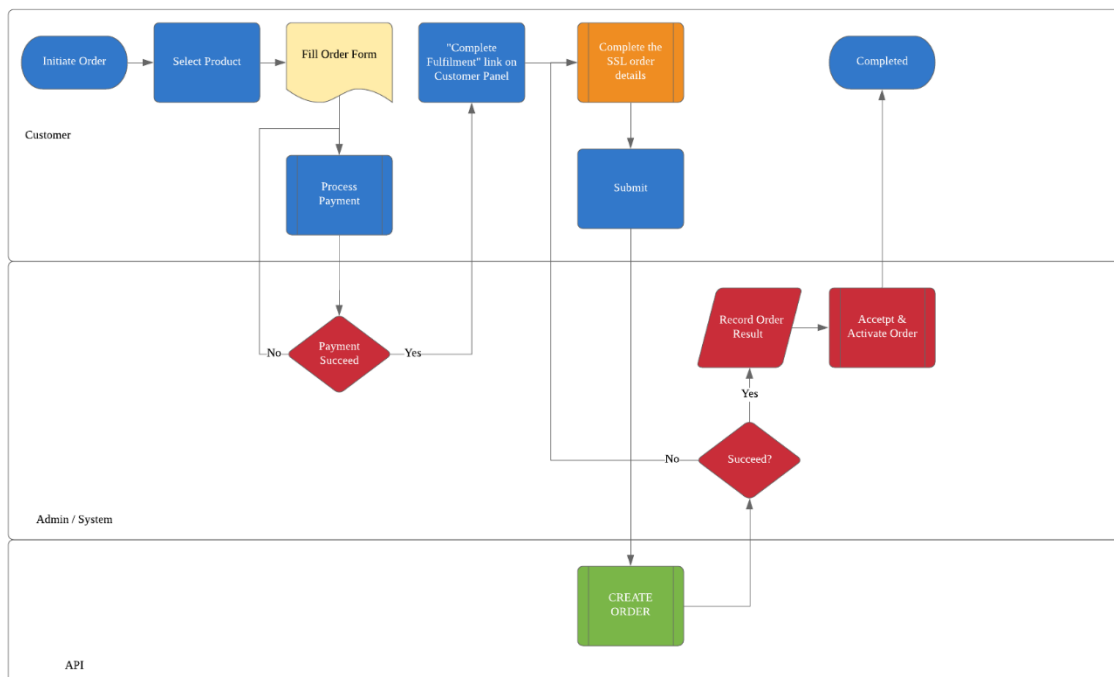 Initiate Order
Select Product
Fill Order Form
"Complete
Fulfilment" link on
Customer Panel
Complete the
SSL order
details
Completed
Customer
Process
Payment
Submit
Record Order
Result
Accetpt &
Activate Order
No
Payment
Succeed
Yes
Yes
No
Succeed?
Admin / System
CREATE
ORDER
API